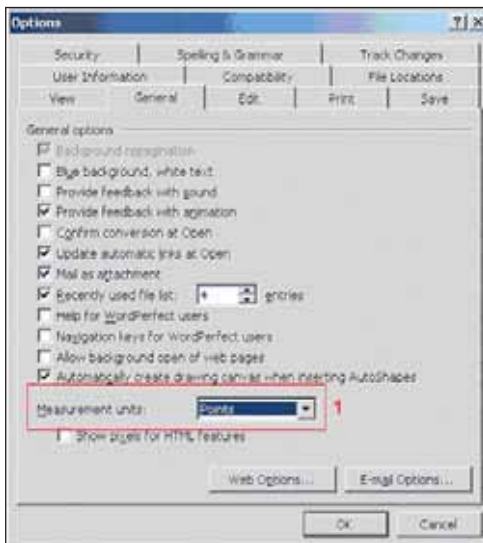 Options
Security Spelling & Grammar Track Changes
User Information Compatibility File Locations
View General Edit Print Save
General options
Background repagination
Blue background, white text
Provide feedback with sound
Provide feedback with animation
Confirm conversion at Open
Update automatic links at Open
Mail as attachment
Recently used file list: 4 entries
Help for WordPerfect users
Navigation keys for WordPerfect users
Allow background open of web pages
Automatically create drawing canvas when inserting AutoShapes
Measurement units: Points 1
Show pixels for HTML features
Web Options... E-mail Options...
OK Cancel